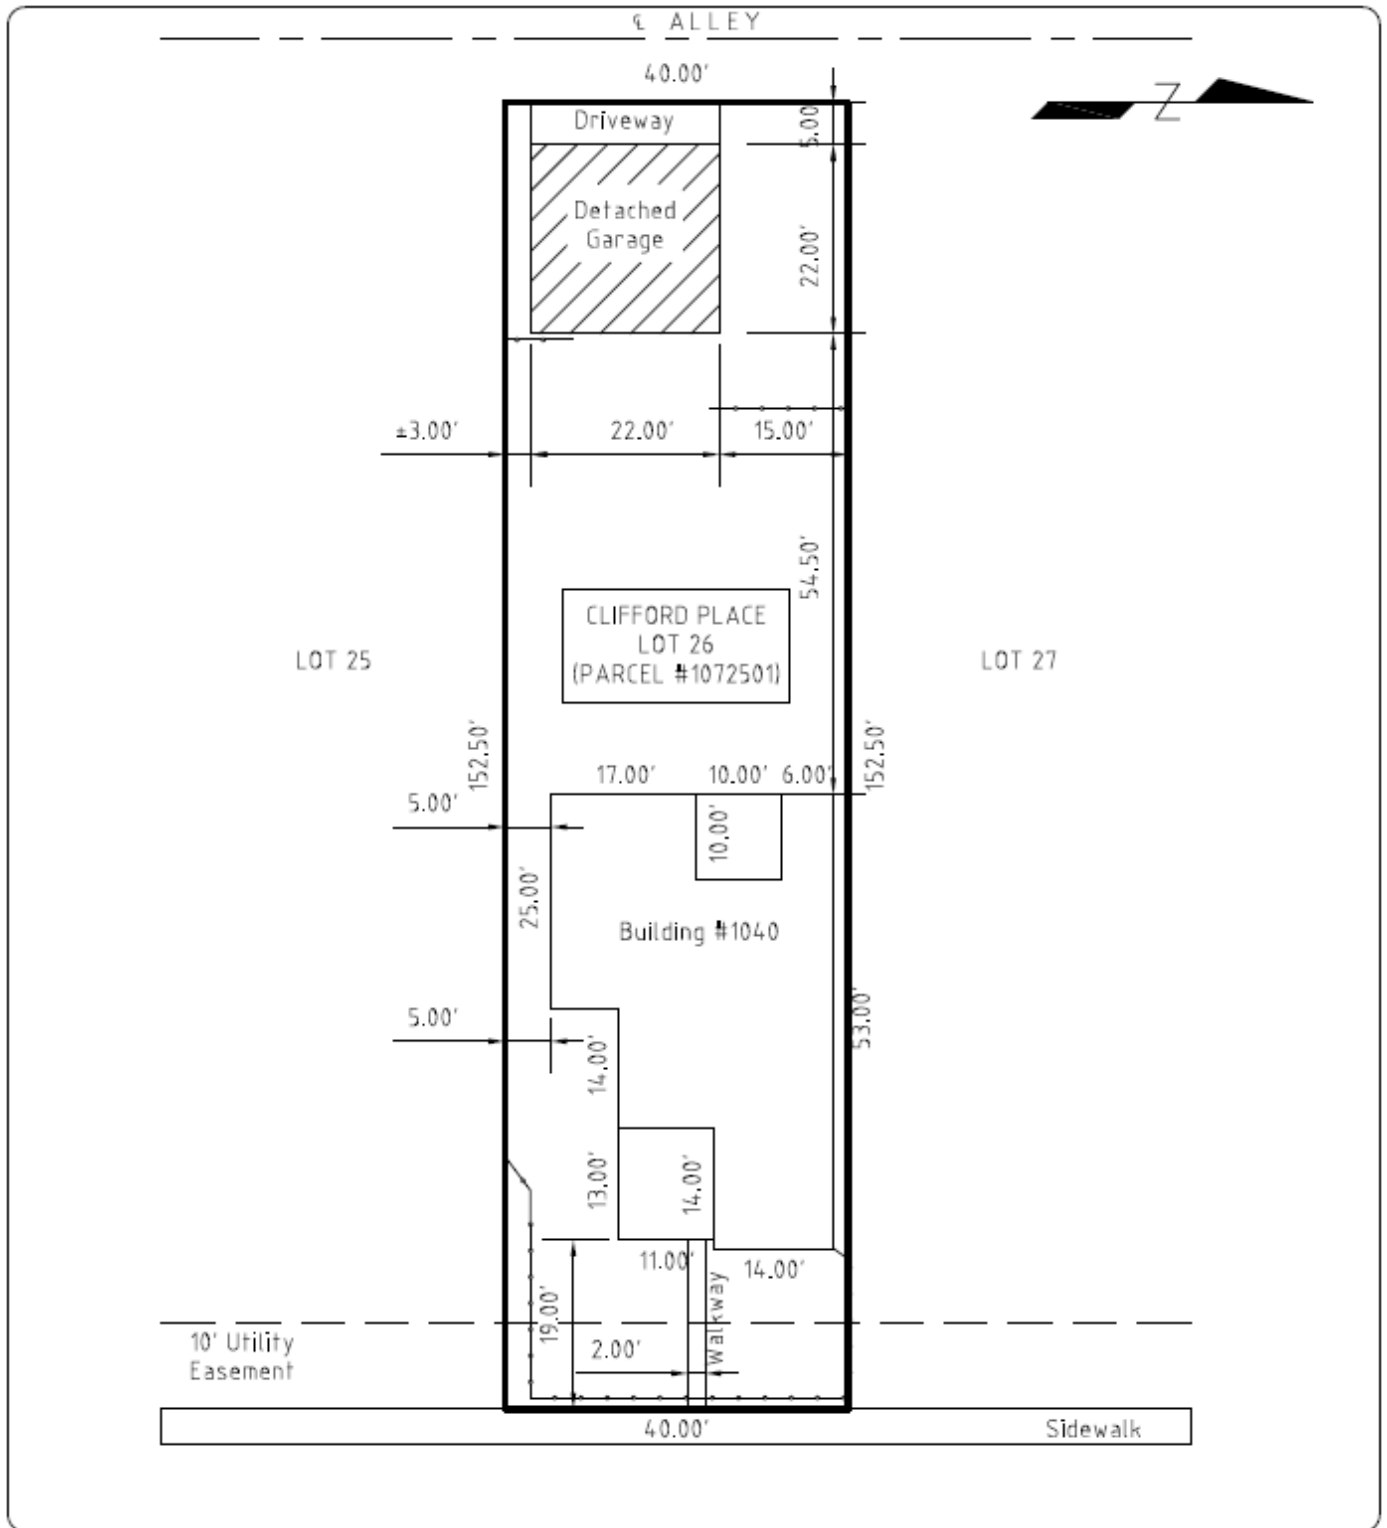 ℄ ALLEY
40.00'
Z
Driveway
5.00
Detached
Garage
22.00'
±3.00'
22.00'
15.00'
54.50'
CLIFFORD PLACE
LOT 26
(PARCEL #1072501)
LOT 25
LOT 27
152.50'
152.50'
17.00'
10.00'
6.00'
5.00'
10.00'
25.00'
Building #1040
5.00'
53.00'
14.00'
13.00'
14.00'
11.00'
14.00'
19.00'
Walkway
10' Utility
Easement
2.00'
40.00'
Sidewalk